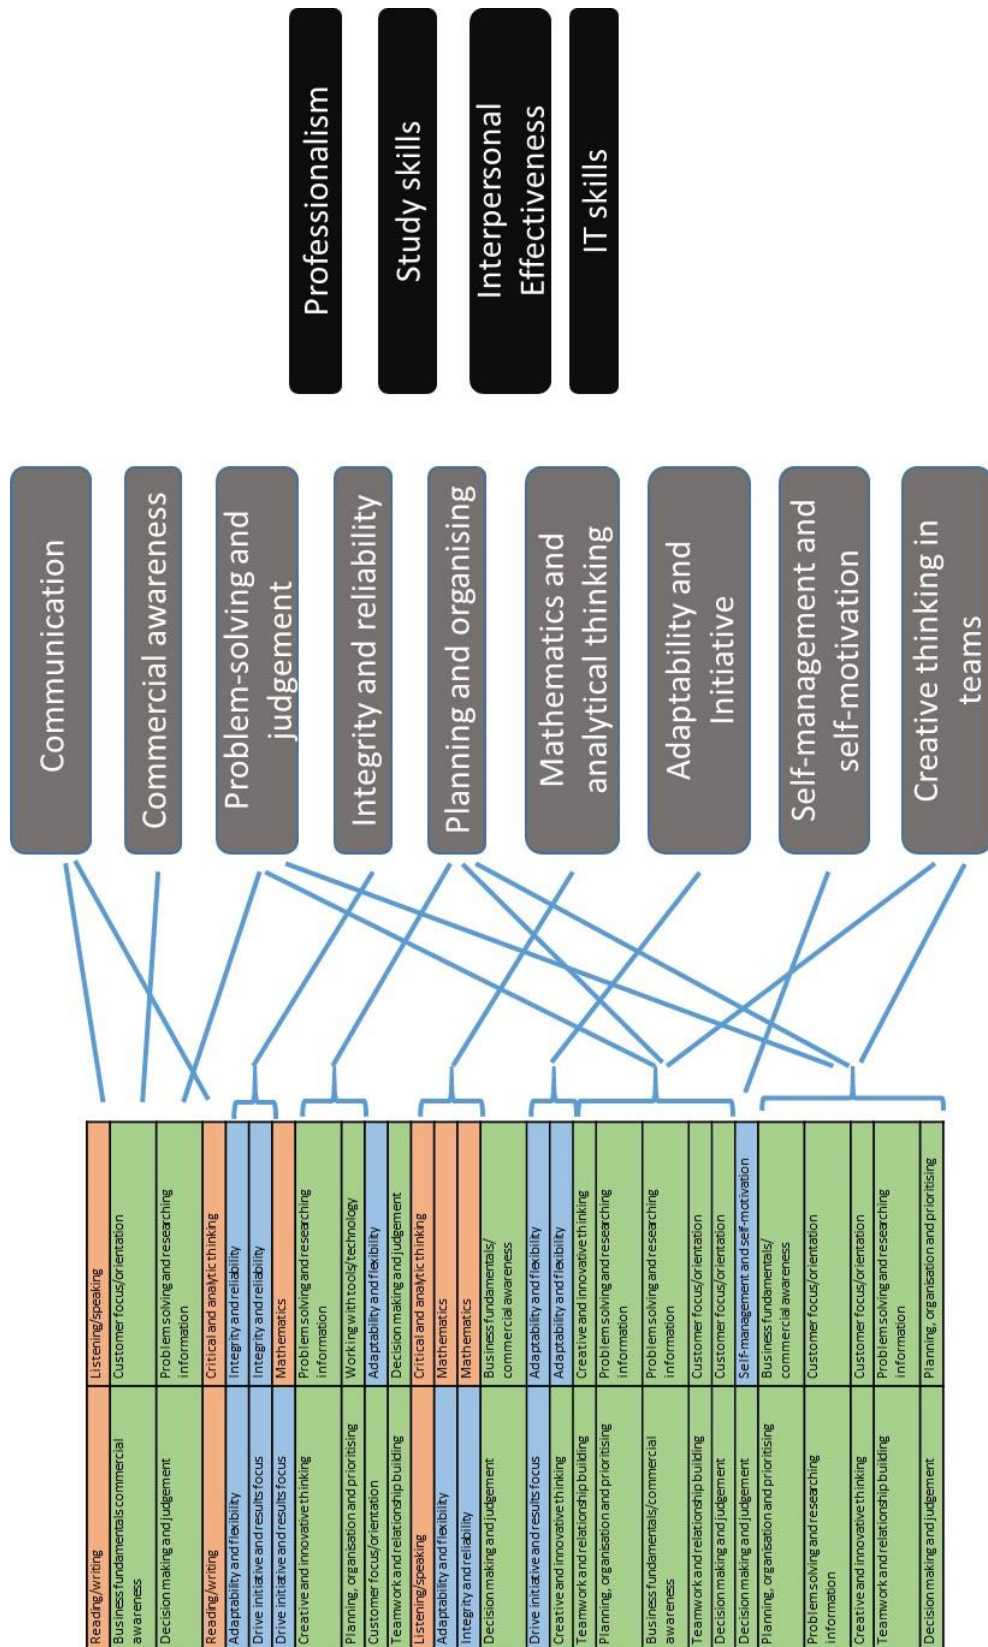 Reading/writing
Listening/speaking
Business fundamentals commercial
awareness
Customer focus/orientation
Decision making and judgement
Problem solving and researching
information
Reading/writing
Critical and analytic thinking
Adaptability and flexibility
Integrity and reliability
Drive initiative and results focus
Integrity and reliability
Drive initiative and results focus
Mathematics
Creative and innovative thinking
Problem solving and researching
information
Planning, organisation and prioritising
Working with tools/technology
Customer focus/orientation
Adaptability and flexibility
Teamwork and relationship building
Decision making and judgement
Listening/speaking
Critical and analytic thinking
Adaptability and flexibility
Mathematics
Integrity and reliability
Mathematics
Decision making and judgement
Business fundamentals/
commercial awareness
Drive initiative and results focus
Adaptability and flexibility
Creative and innovative thinking
Adaptability and flexibility
Teamwork and relationship building
Creative and innovative thinking
Planning, organisation and prioritising
Problem solving and researching
information
Business fundamentals/commercial
awareness
Problem solving and researching
information
Teamwork and relationship building
Customer focus/orientation
Decision making and judgement
Customer focus/orientation
Decision making and judgement
Self-management and self-motivation
Planning, organisation and prioritising
Business fundamentals/
commercial awareness
Problem solving and researching
information
Customer focus/orientation
Creative and innovative thinking
Customer focus/orientation
Teamwork and relationship building
Problem solving and researching
information
Decision making and judgement
Planning, organisation and prioritising
Communication
Commercial awareness
Problem-solving and
judgement
Integrity and reliability
Planning and organising
Mathematics and
analytical thinking
Adaptability and
Initiative
Self-management and
self-motivation
Creative thinking in
teams
Professionalism
Study skills
Interpersonal
Effectiveness
IT skills